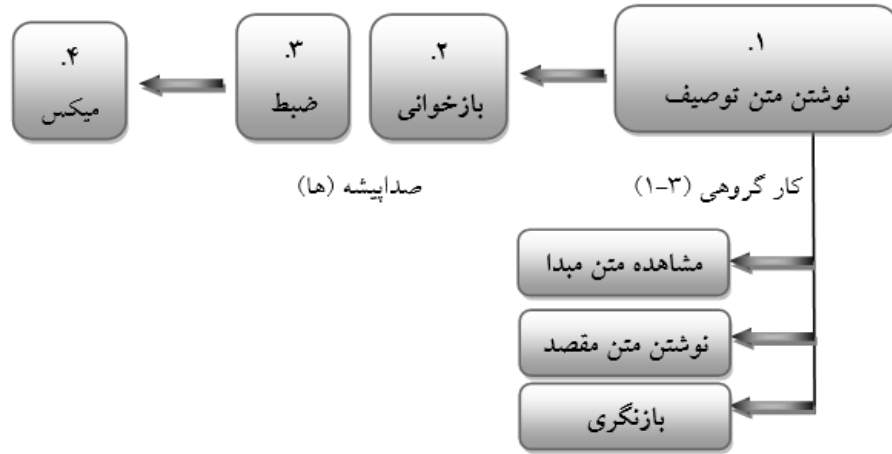 ۱.
نوشتن متن توصیف
۲.
بازخوانی
۳.
ضبط
۴.
میکس
کار گروهی (۳-۱)
صداپیشه (ها)
مشاهده متن مبدا
نوشتن متن مقصد
بازنگری